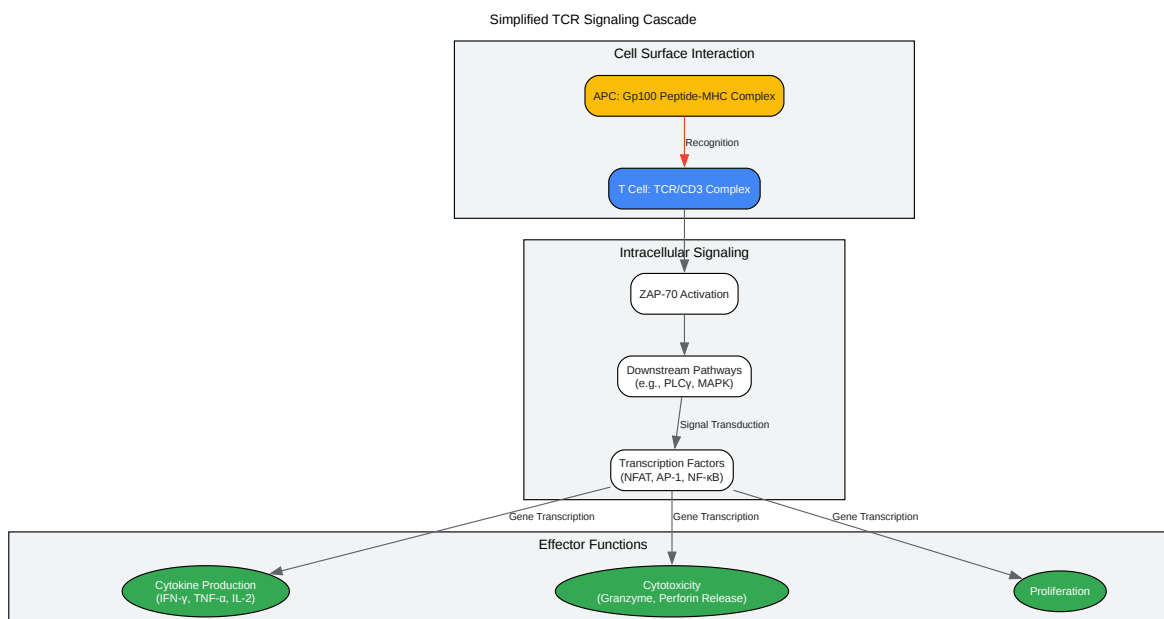 Simplified TCR Signaling Cascade
Cell Surface Interaction
APC: Gp100 Peptide-MHC Complex
Recognition
T Cell: TCR/CD3 Complex
Intracellular Signaling
ZAP-70 Activation
Downstream Pathways
(e.g., PLCγ, MAPK)
Signal Transduction
Transcription Factors
(NFAT, AP-1, NF-κB)
Gene Transcription
Gene Transcription
Gene Transcription
Effector Functions
Cytokine Production
(IFN-γ, TNF-α, IL-2)
Cytotoxicity
(Granzyme, Perforin Release)
Proliferation